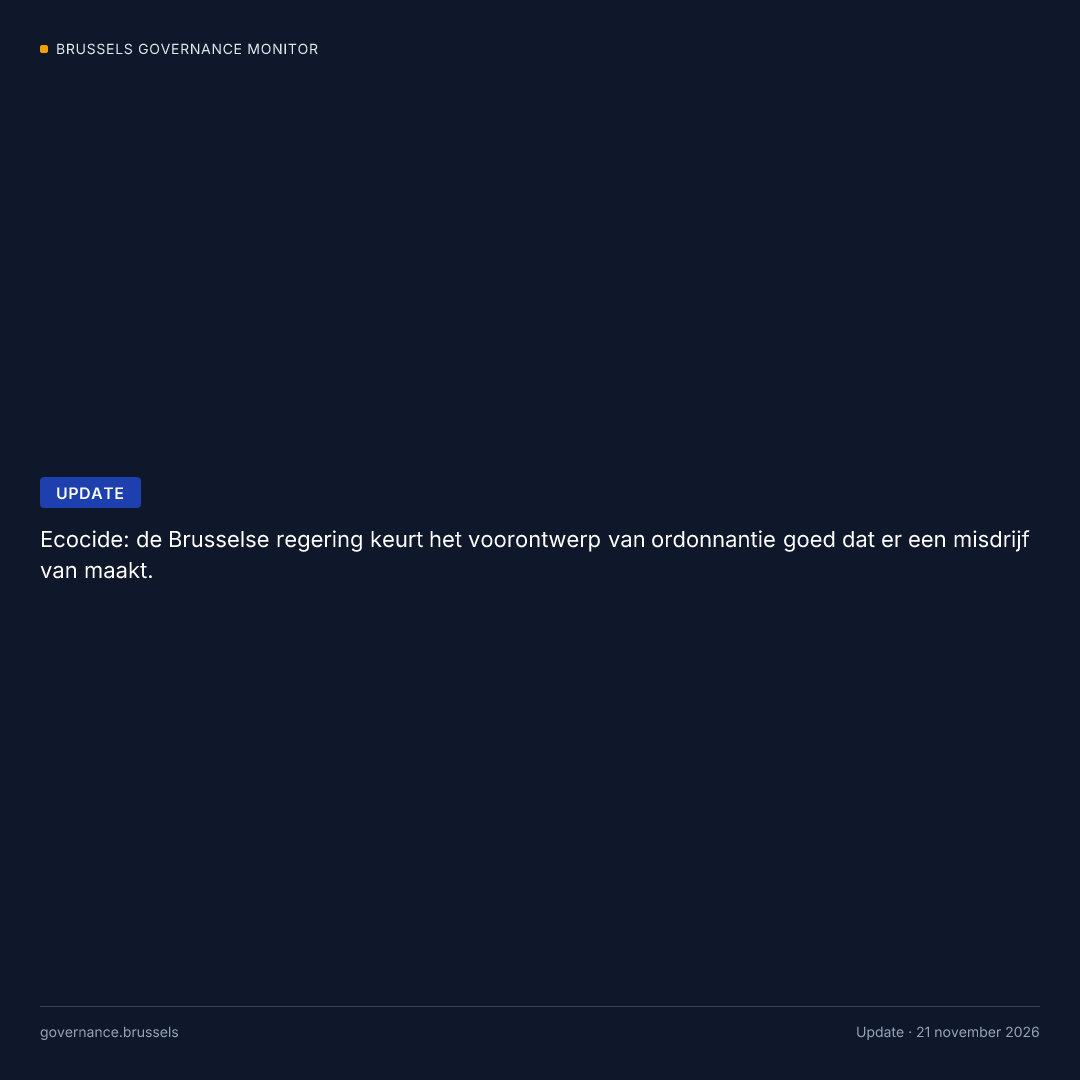 BRUSSELS GOVERNANCE MONITOR
UPDATE
Ecocide: de Brusselse regering keurt het voorontwerp van ordonnantie goed dat er een misdrijf
van maakt.
governance.brussels
Update · 21 november 2026